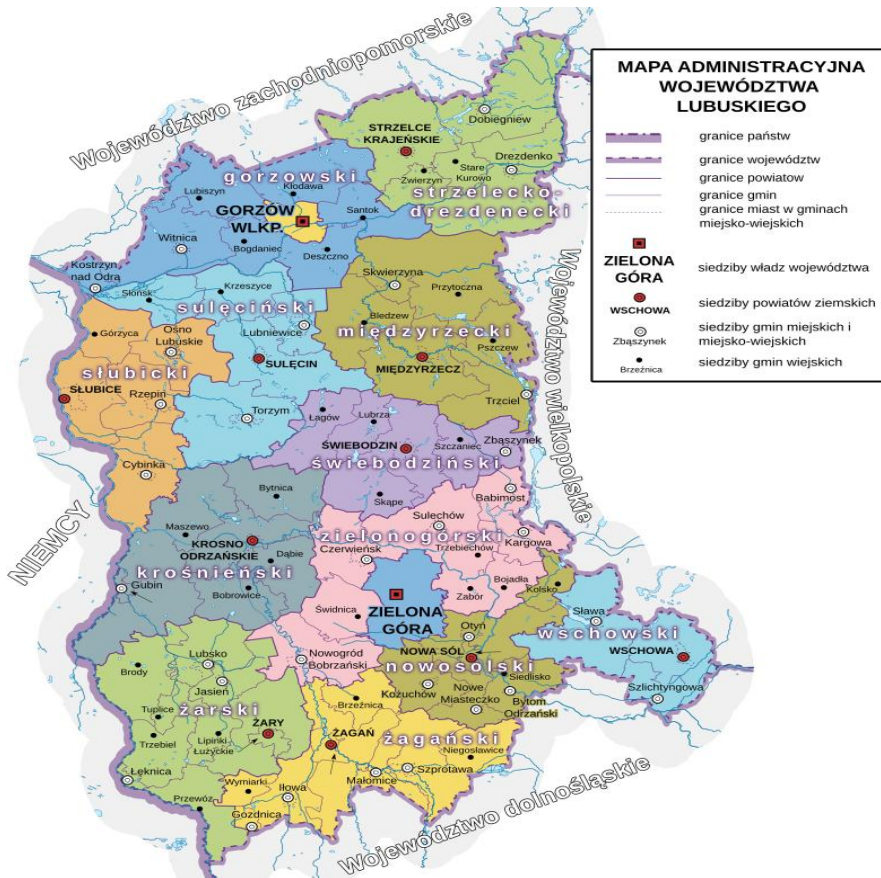 Województwo zachodniopomorskie
MAPA ADMINISTRACYJNA
WOJEWÓDZTWA
LUBUSKIEGO
granice państw
granice województw
granice powiatow
granice gmin
granice miast w gminach
miejsko-wiejskich
ZIELONA
GÓRA
siedziby władz województwa
WSCHOWA
siedziby powiatów ziemskich
Zbąszynek
siedziby gmin miejskich i
miejsko-wiejskich
Brzeźnica
siedziby gmin wiejskich
Dobiegniew
STRZELCE
KRAJEŃSKIE
Drezdenko
Stare
Kurowo
Zwierzyn
strzelecko-
drezdenecki
gorzowski
Kłodawa
Lubiszyn
GORZÓW
WLKP.
Santok
Witnica
Bogdaniec
Deszczno
Kostrzyn
nad Odrą
Słońsk
Krzeszyce
sulęciński
Lubniewice
SULĘCIN
Torzym
Skwierzyna
Przytoczna
Bledzew
międzyrzecki
Pszczew
MIĘDZYRZECZ
Trzciel
Województwo wielkopolskie
Górzyca
Ośno
Lubuskie
słubicki
SŁUBICE
Rzepin
Cybinka
Łagów
Lubrza
ŚWIEBODZIN
Szczaniec
Zbąszynek
świebodziński
Skąpe
NIEMCY
Bytnica
Maszewo
KROSNO
ODRZAŃSKIE
Dąbie
krośnieński
Gubin
Bobrowice
Babimost
Sulechów
zielonogórski
Kargowa
Czerwieńsk
Trzebiechów
Bojadła
Zabór
Świdnica
ZIELONA
GÓRA
Nowogród
Bobrzański
Kolsko
Otyń
NOWA SÓL
nowosolski
Siedlisko
Kożuchów
Nowe
Miasteczko
Bytom
Odrzański
Sława
wschowski
WSCHOWA
Szlichtyngowa
Lubsko
Brody
Jasień
Tuplice
żarski
ŻARY
Trzebiel
Lipinki
Łużyckie
Łęknica
Przewóz
Brzeźnica
ŻAGAŃ
żagański
Niegosławice
Szprotawa
Małomice
Wymiarki
Iłowa
Gozdnica
Województwo dolnośląskie